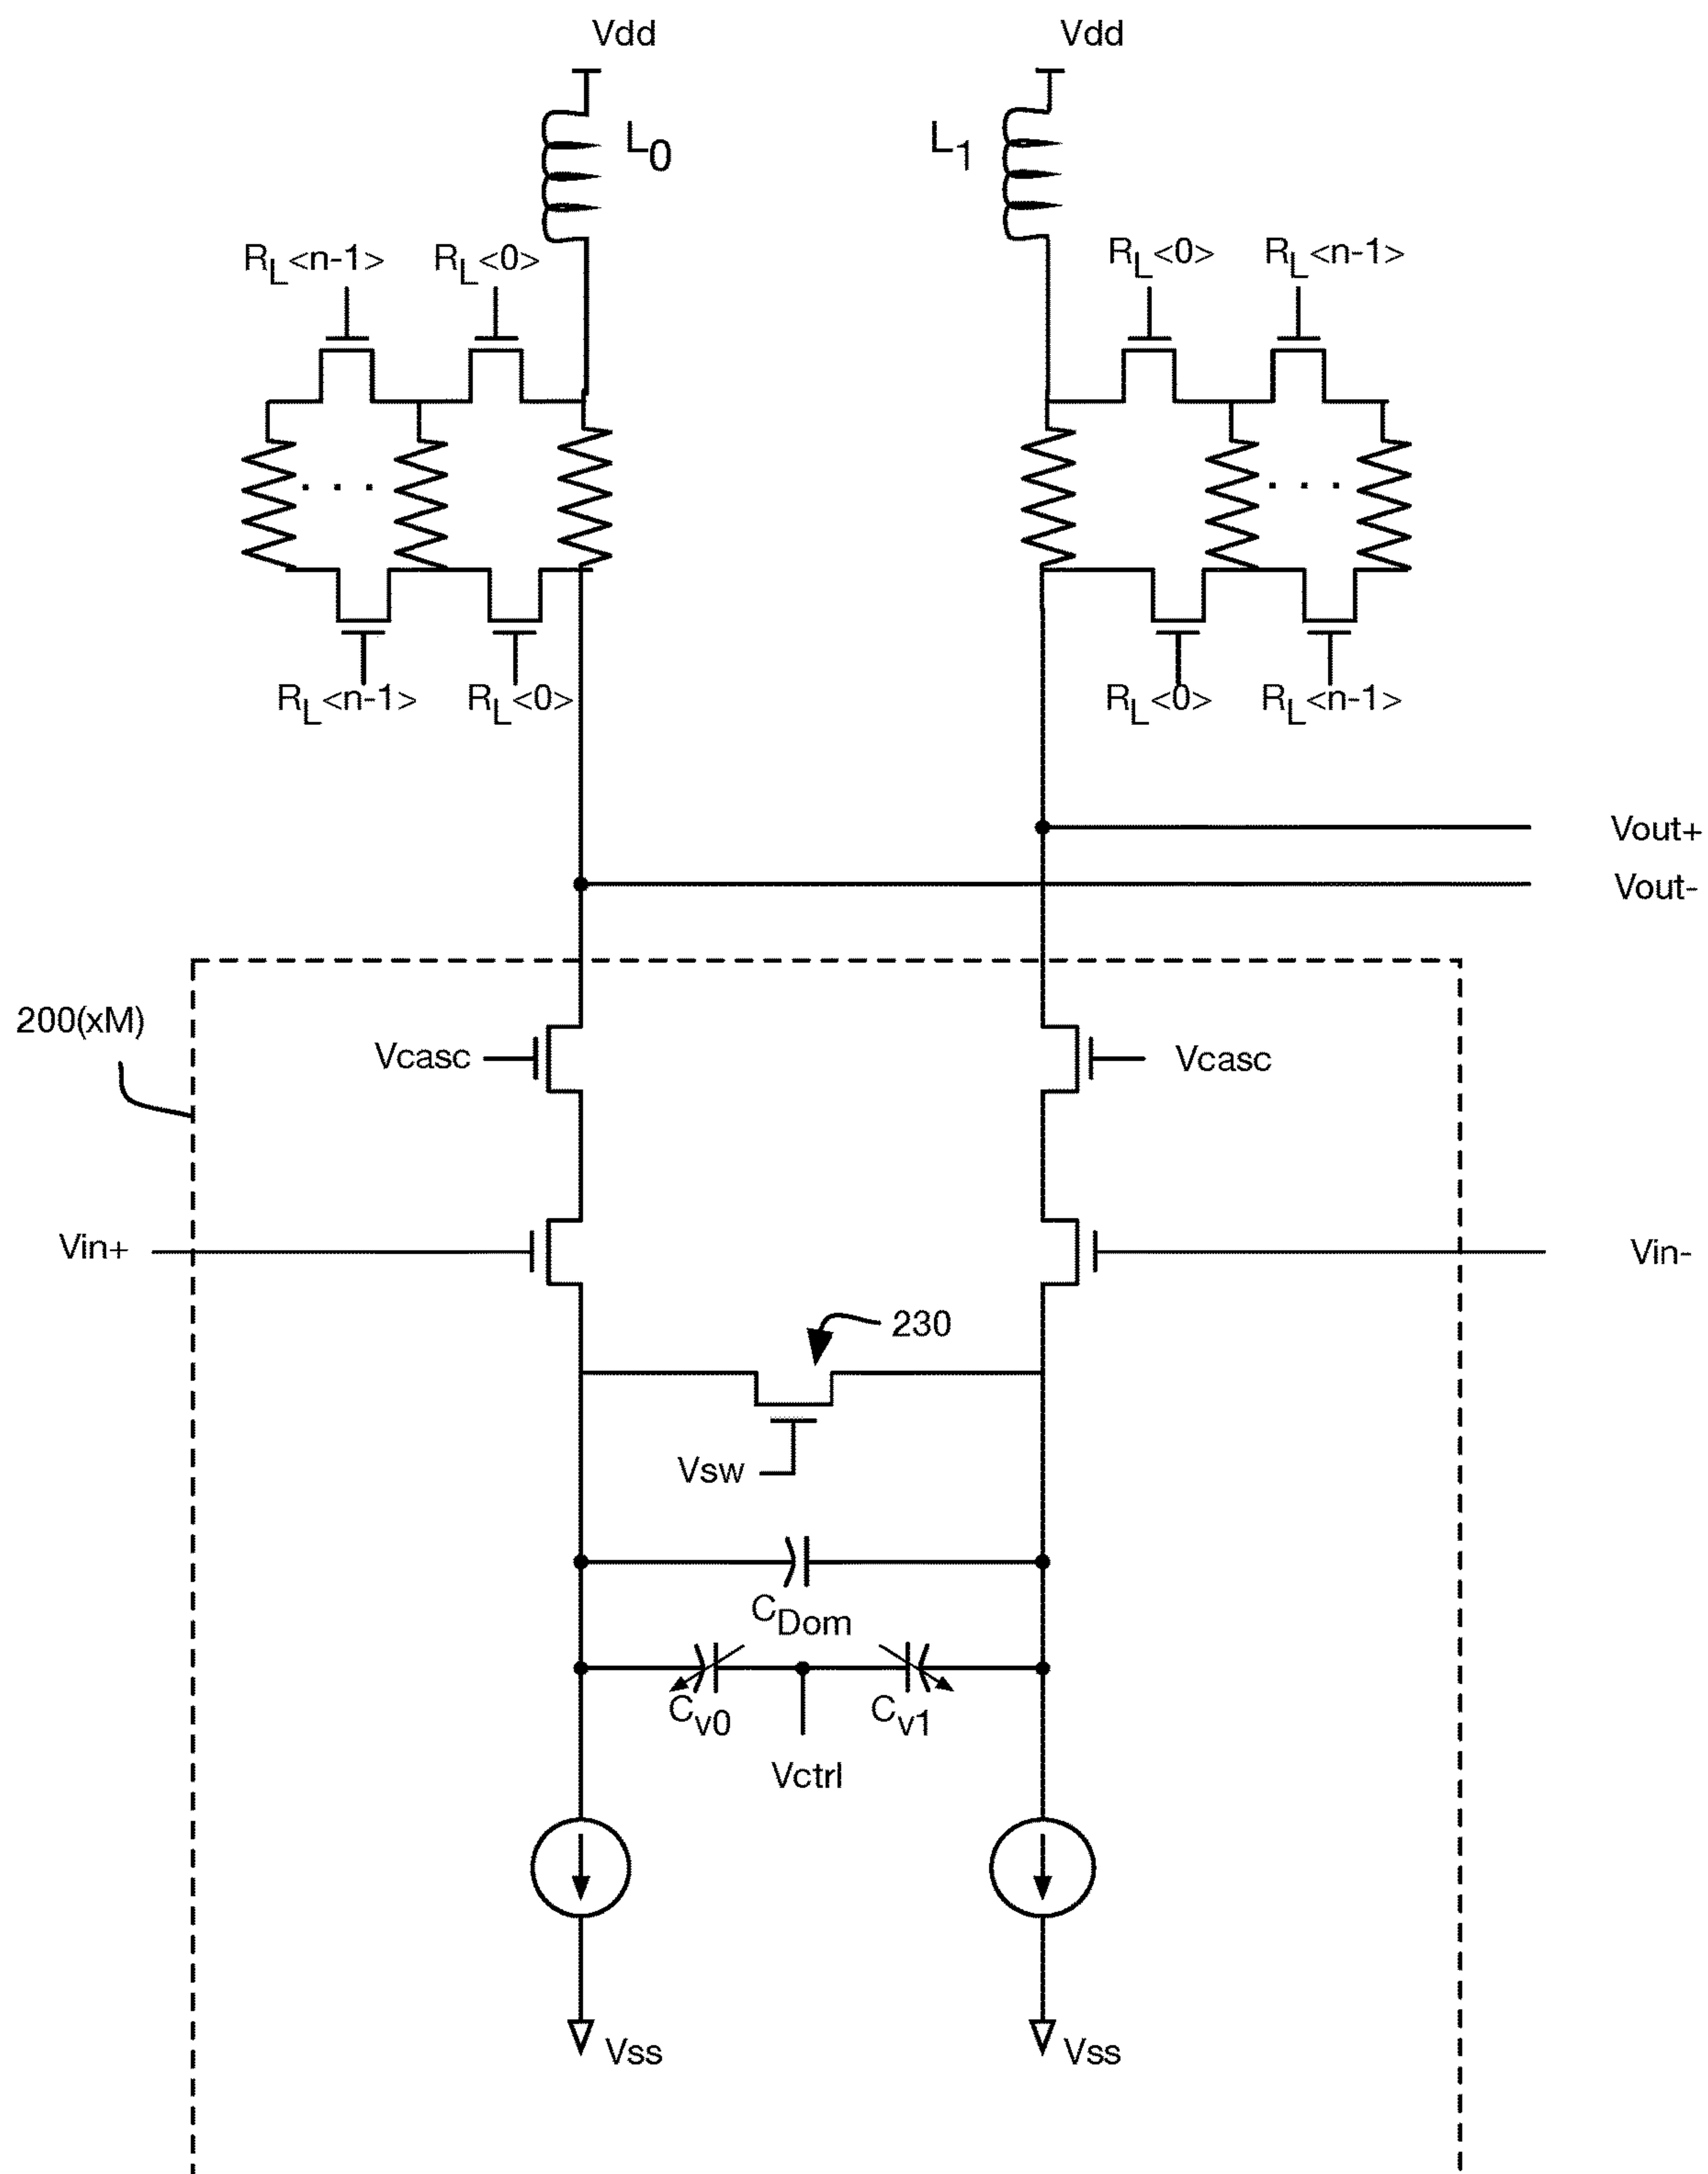 Vdd Vdd
L0 L1
RL<n-1> RL<0> RL<0> RL<n-1>
. . . . . .
RL<n-1> RL<0> RL<0> RL<n-1>
Vout+
Vout-
200(xM)
Vcasc Vcasc
Vin+ Vin-
230
Vsw
CDom
Cv0 Cv1
Vctrl
Vss Vss